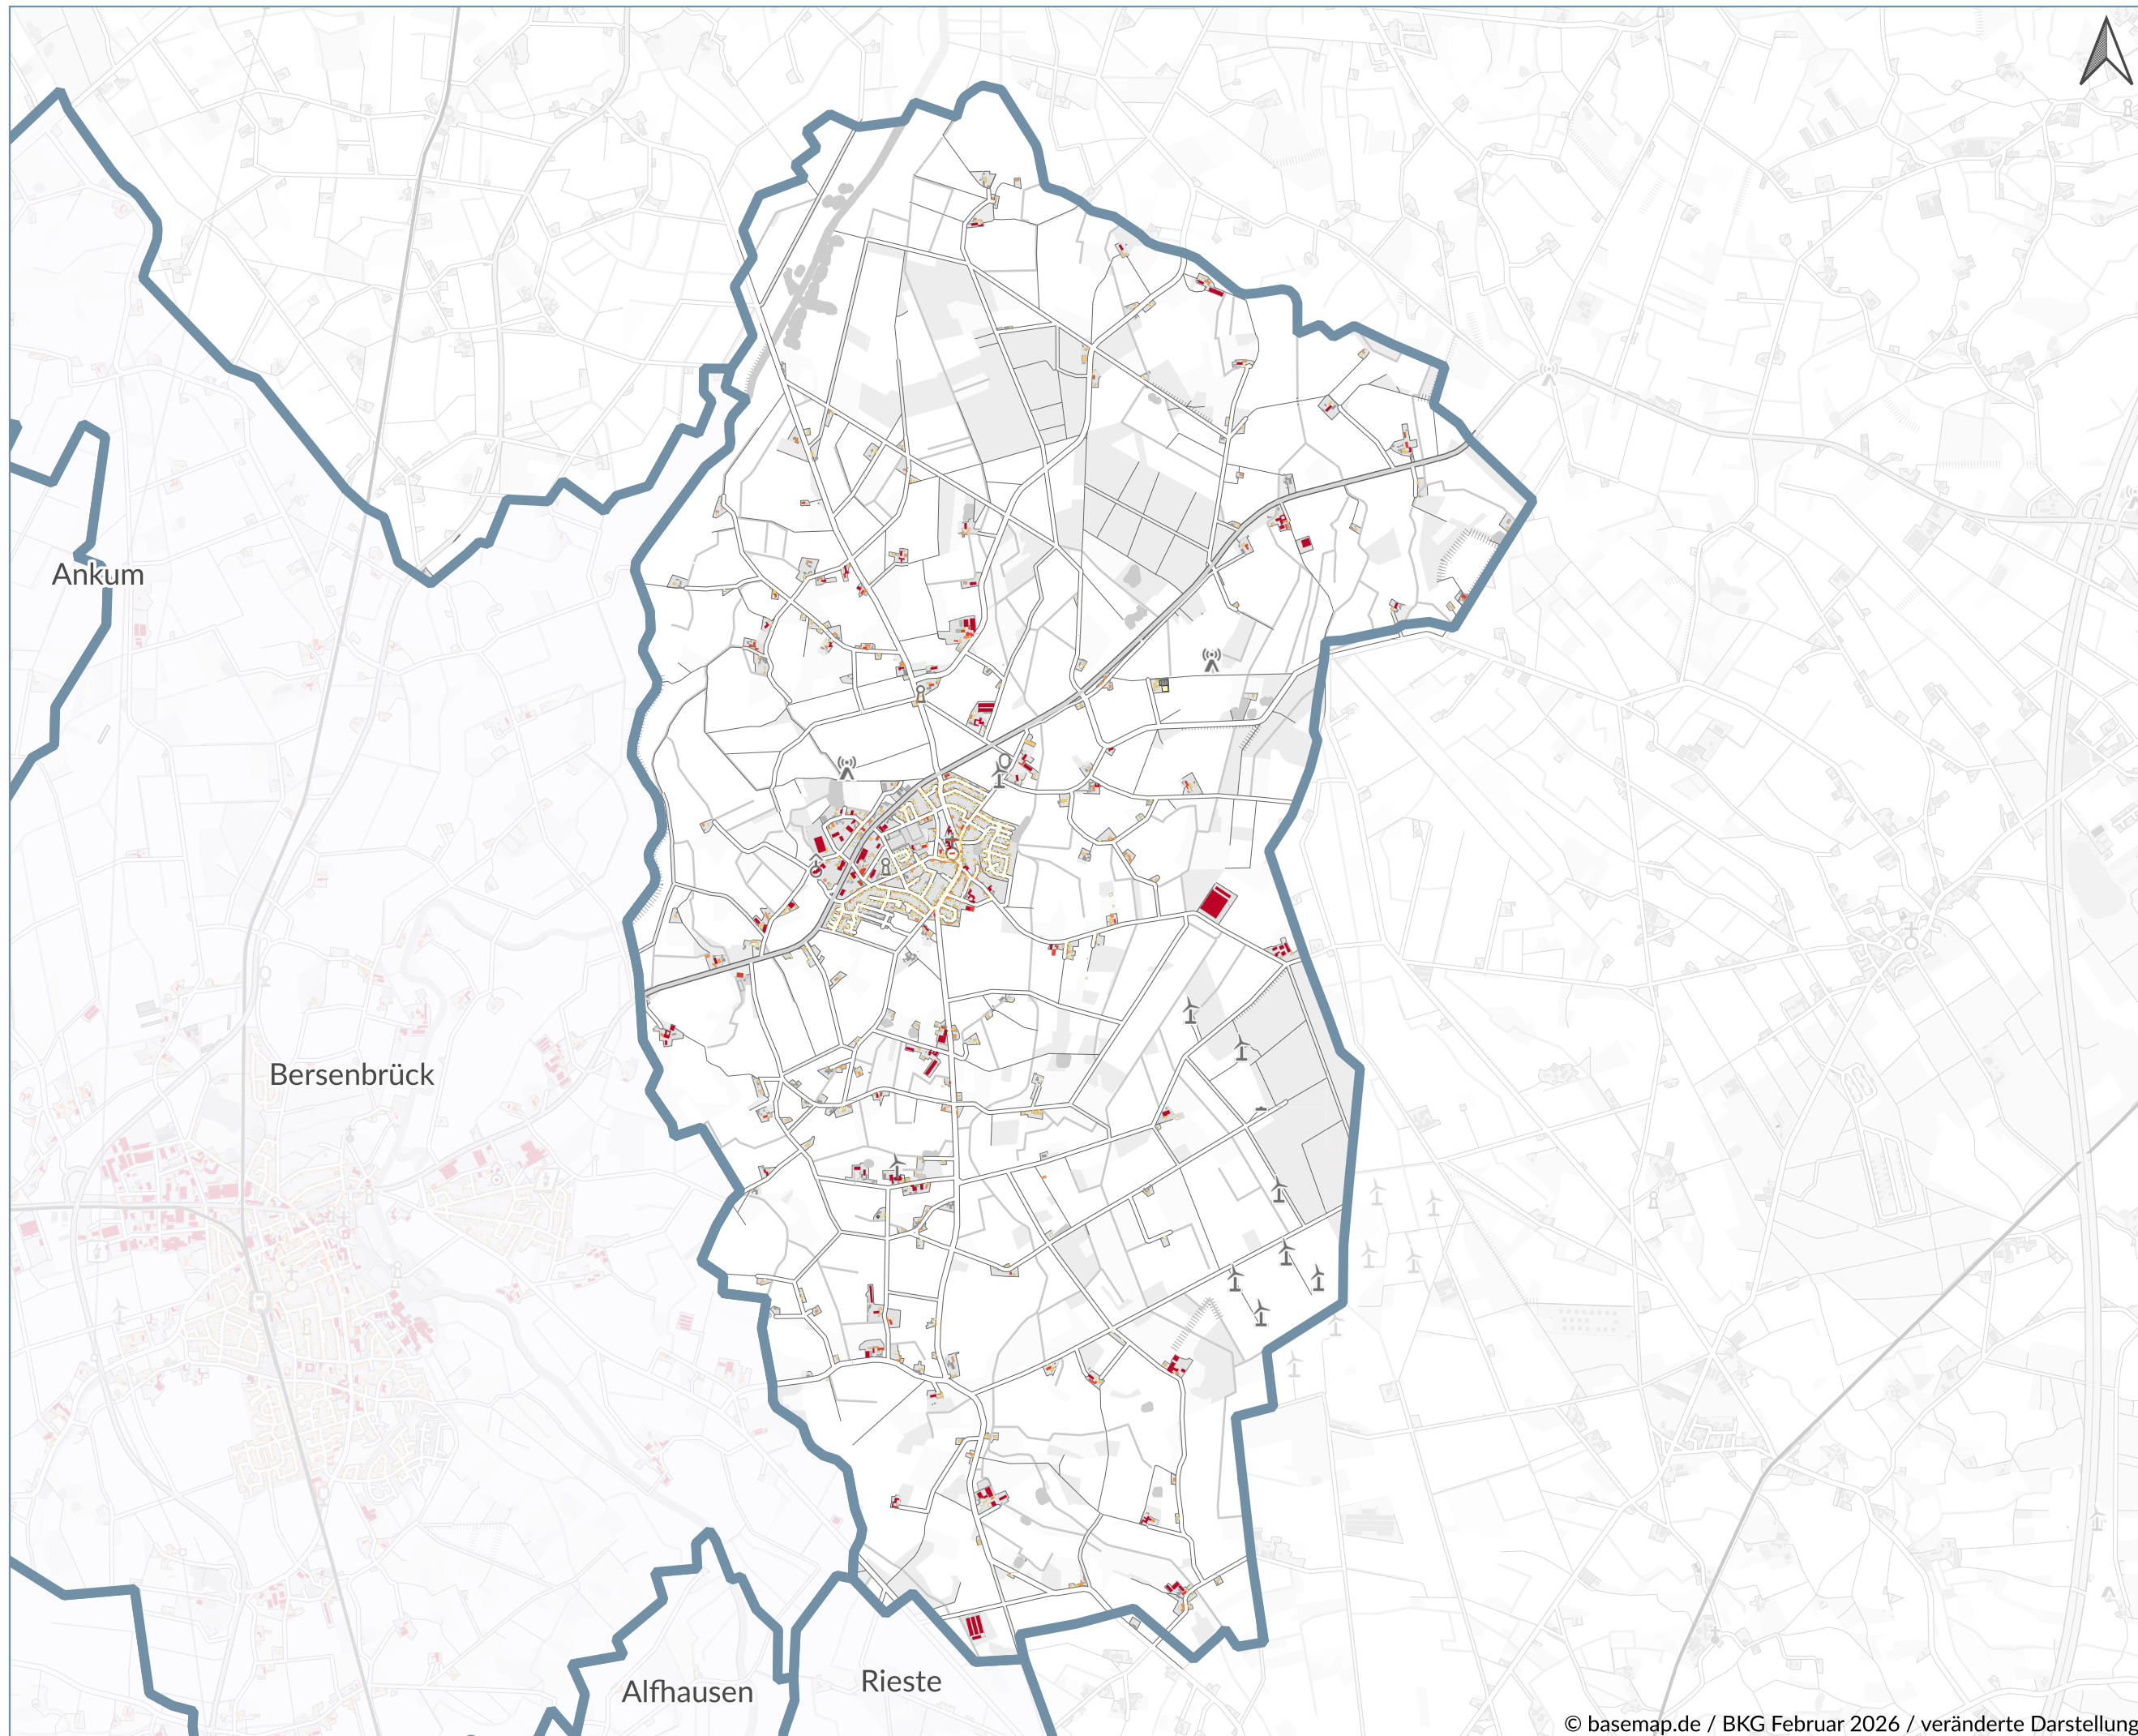 Ankum
Bersenbrück
Alfhausen
Rieste
© basemap.de / BKG Februar 2026 / veränderte Darstellung